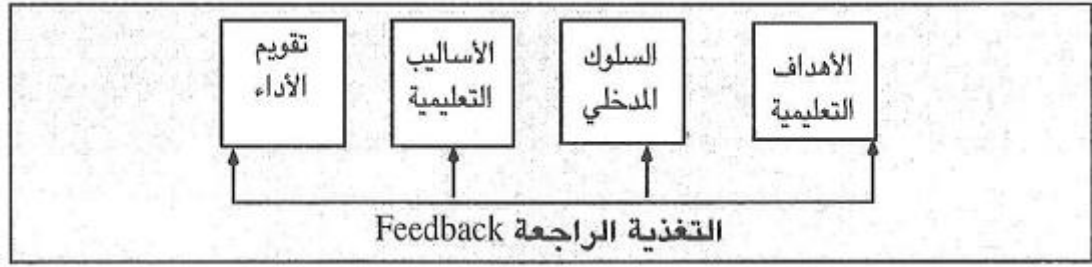 الأهداف
التعليمية
السلوك
المدخلي
الأساليب
التعليمية
تقويم
الأداء
التغذية الراجعة Feedback